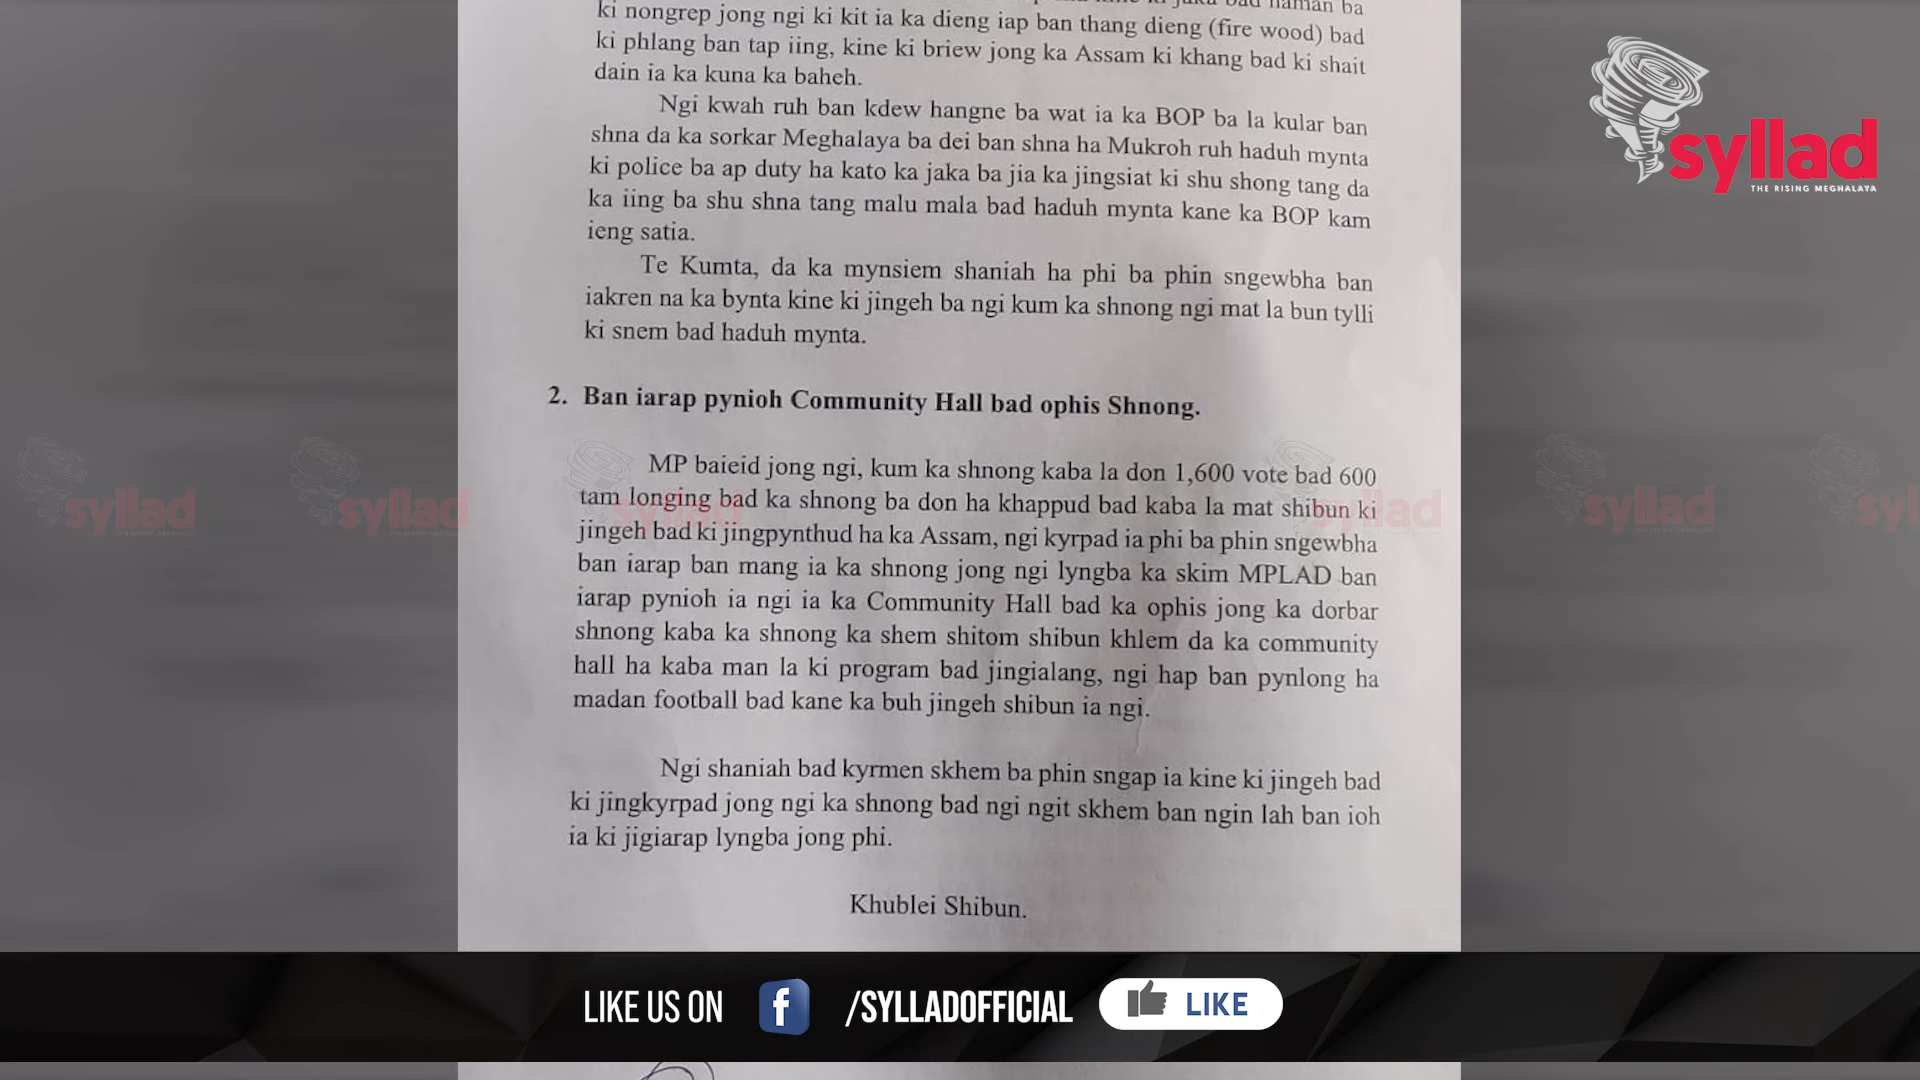 ki nongrep jong ngi ki kit ia ka dieng iap ban thang dieng (fire wood) bad
ki phlang ban tap iing, kine ki briew jong ka Assam ki khang bad ki shait
dain ia ka kuna ka baheh.
Ngi kwah ruh ban kdew hangne ba wat ia ka BOP ba la kular ban
shna da ka sorkar Meghalaya ba dei ban shna ha Mukroh ruh haduh mynta
ki police ba ap duty ha kato ka jaka ba jia ka jingsiat ki shu shong tang da
ka iing ba shu shna tang malu mala bad haduh mynta kane ka BOP kam
ieng satia.
Te Kumta, da ka mynsiem shaniah ha phi ba phin sngewbha ban
iakren na ka bynta kine ki jingeh ba ngi kum ka shnong ngi mat la bun tylli
ki snem bad haduh mynta.
2. Ban iarap pynioh Community Hall bad ophis Shnong.
MP baieid jong ngi, kum ka shnong kaba la don 1,600 vote bad 600
tam longing bad ka shnong ba don ha khappud bad kaba la mat shibun ki
jingeh bad ki jingpynthud ha ka Assam, ngi kyrpad ia phi ba phin sngewbha
ban iarap ban mang ia ka shnong jong ngi lyngba ka skim MPLAD ban
iarap pynioh ia ngi ia ka Community Hall bad ka ophis jong ka dorbar
shnong kaba ka shnong ka shem shitom shibun khlem da ka community
hall ha kaba man la ki program bad jingialang, ngi hap ban pynlong ha
madan football bad kane ka buh jingeh shibun ia ngi.
Ngi shaniah bad kyrmen skhem ba phin sngap ia kine ki jingeh bad
ki jingkyrpad jong ngi ka shnong bad ngi ngit skhem ban ngin lah ban ioh
ia ki jigiarap lyngba jong phi.
Khublei Shibun.
syllad
THE RISING MEGHALAYA
syllad
syllad
syllad
syllad
syllad
syl
LIKE US ON f /SYLLADOFFICIAL LIKE